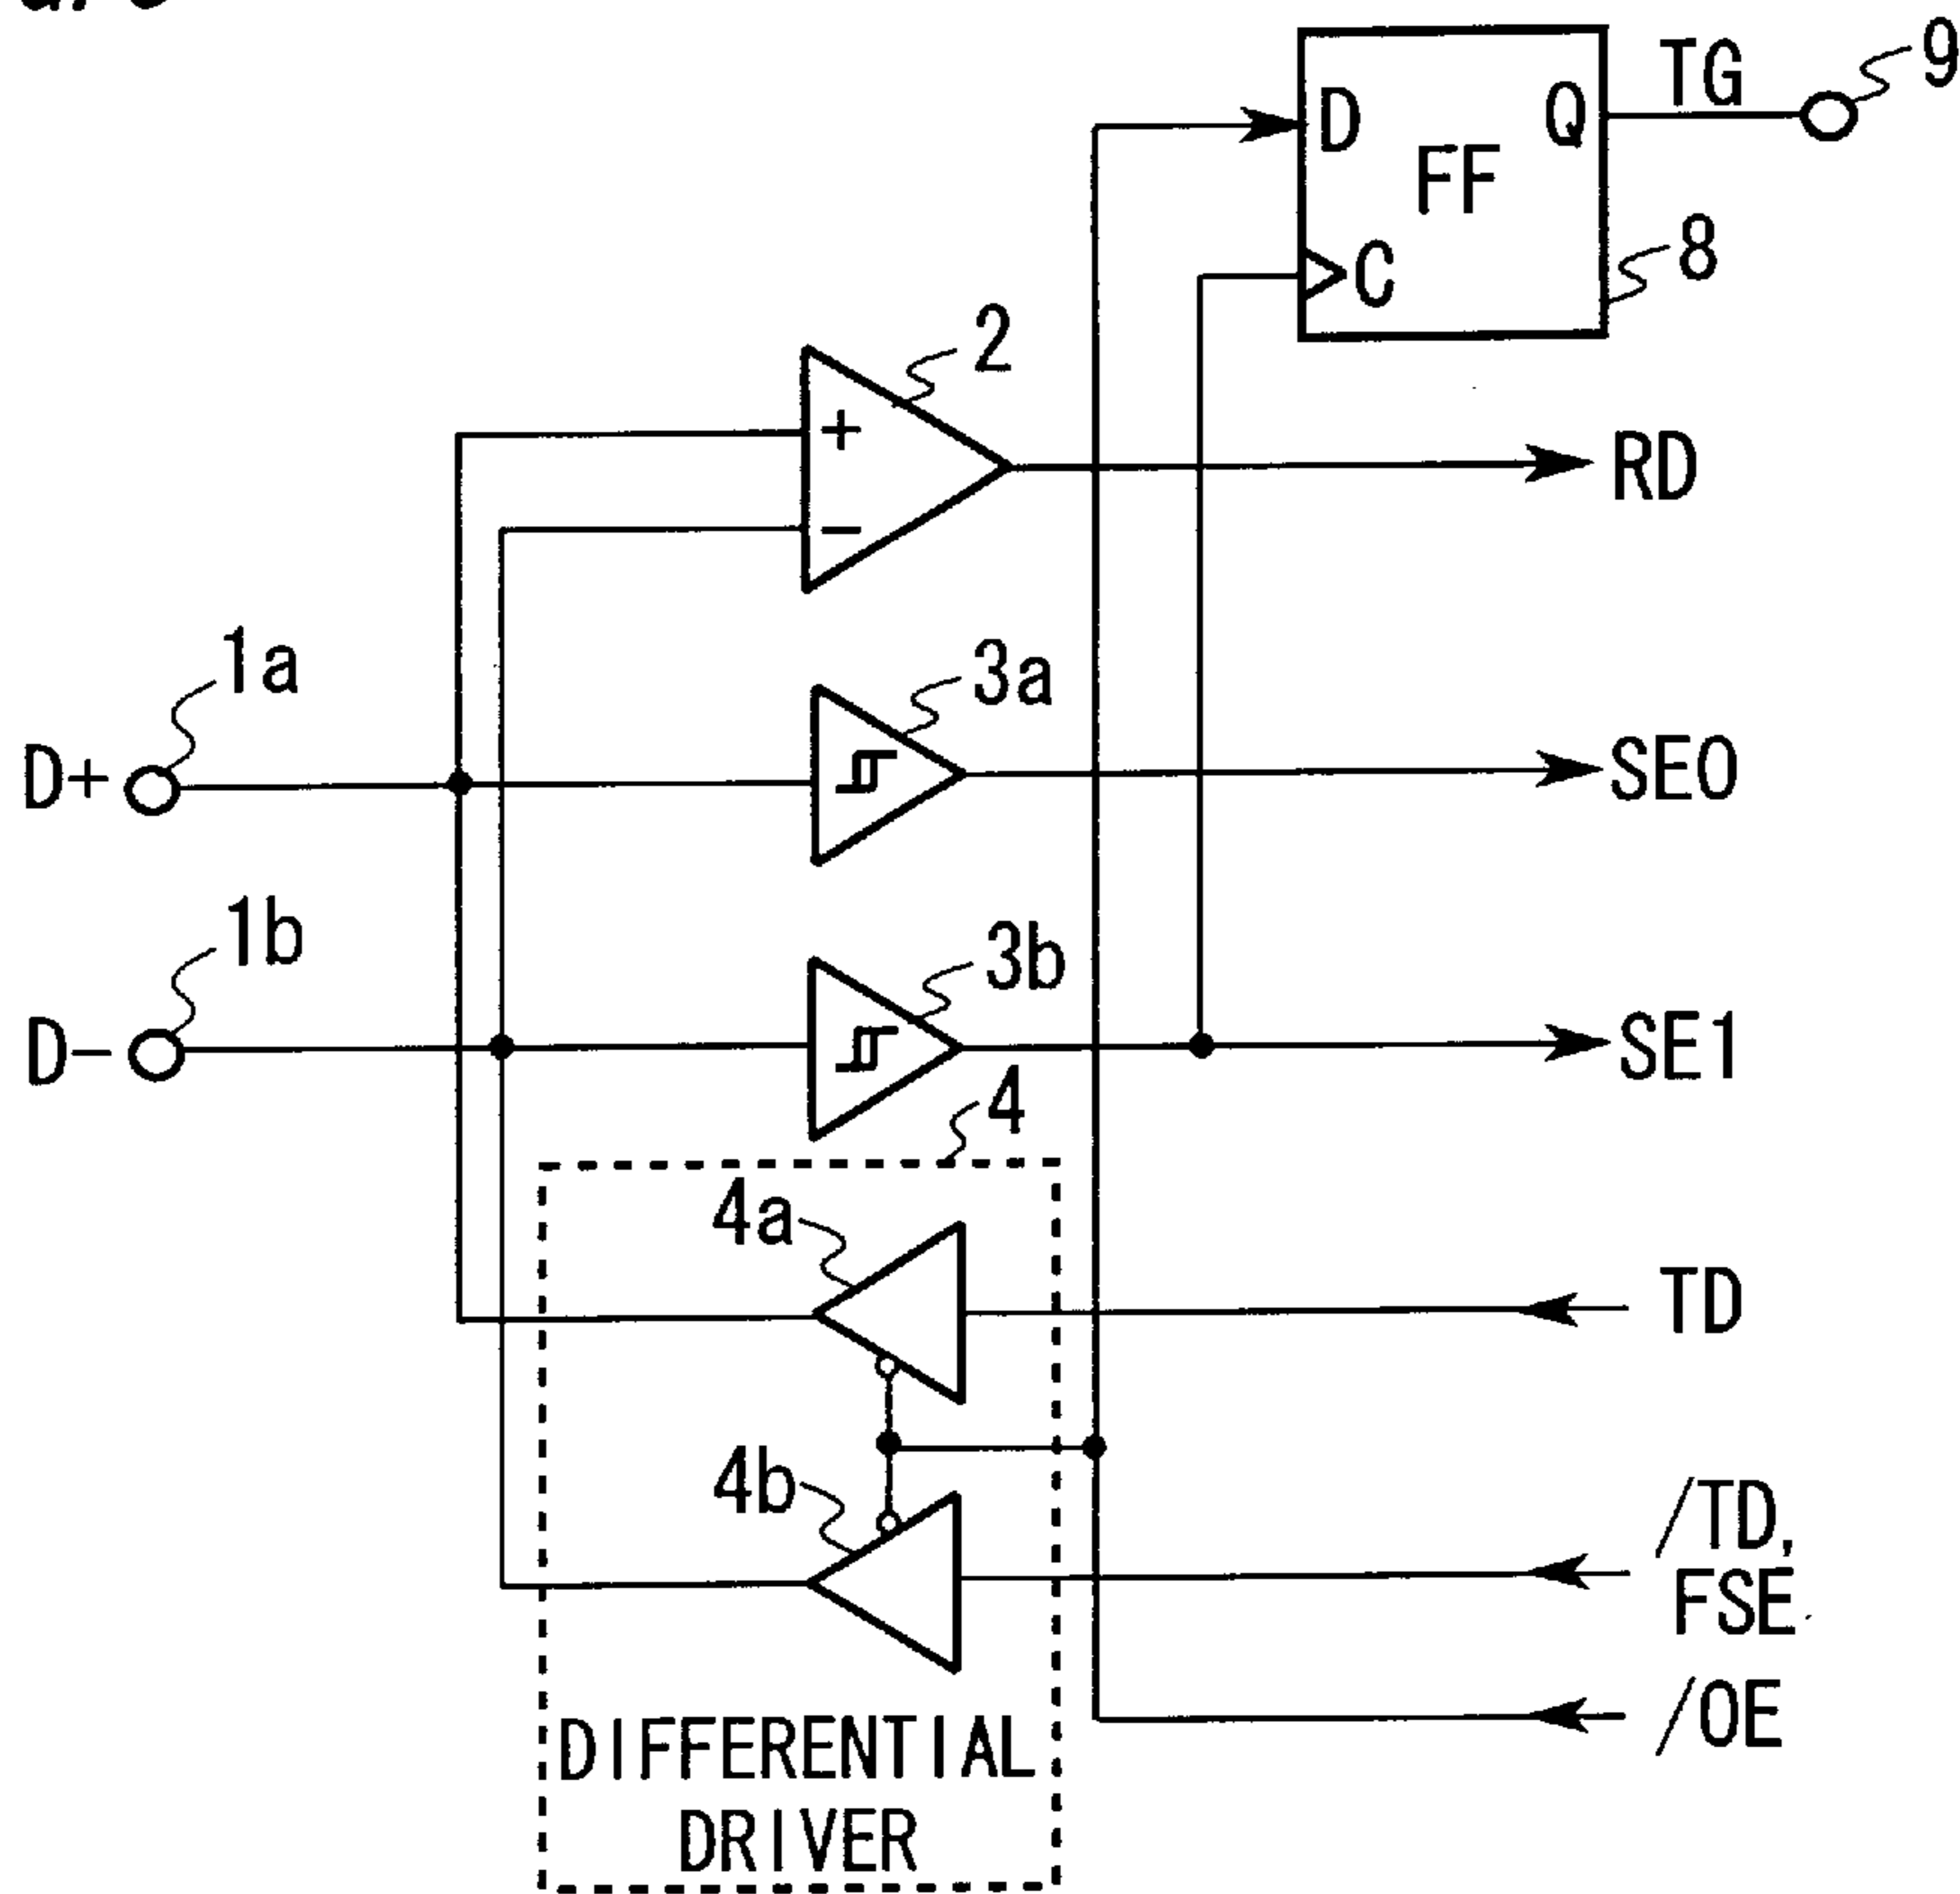 TG
9
D
Q
FF
C
8
2
+
−
RD
1a
3a
D+
SE0
1b
3b
D−
SE1
4
4a
TD
4b
/TD,
FSE
/OE
DIFFERENTIAL
DRIVER